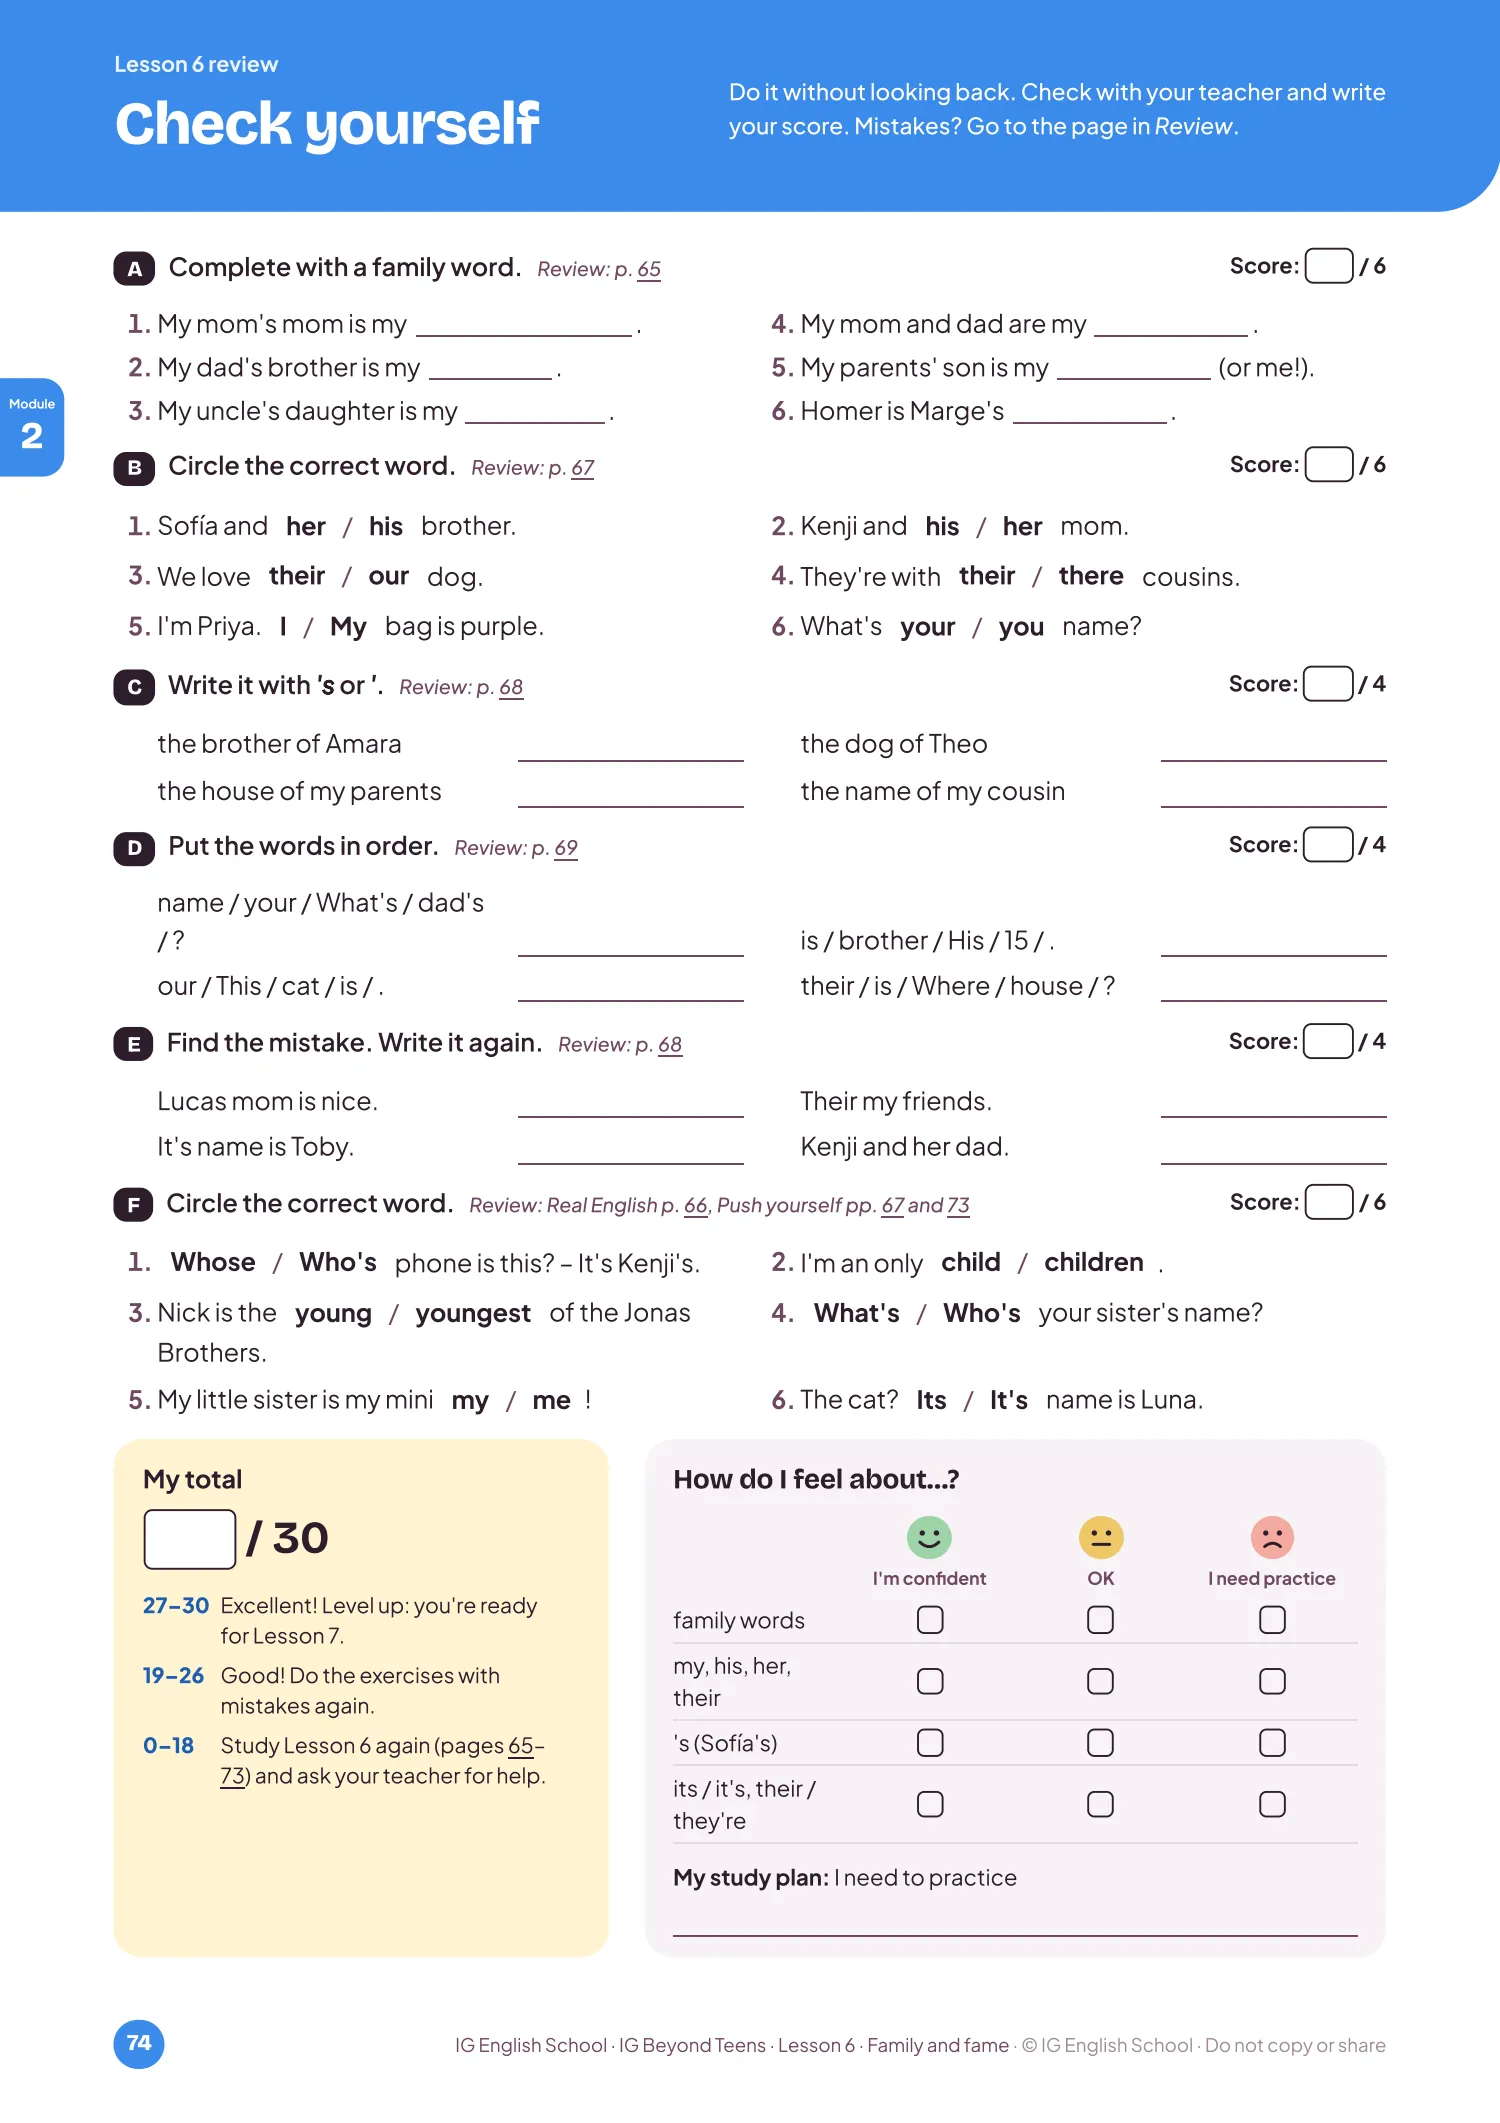 Lesson 6 review
Check yourself
Do it without looking back. Check with your teacher and write
your score. Mistakes? Go to the page in Review.
Module
2
A Complete with a family word. Review: p. 65 Score: / 6
1. My mom's mom is my ________________.
4. My mom and dad are my ____________.
2. My dad's brother is my __________.
5. My parents' son is my ____________ (or me!).
3. My uncle's daughter is my ___________.
6. Homer is Marge's ____________.
B Circle the correct word. Review: p. 67 Score: / 6
1. Sofía and her / his brother.
2. Kenji and his / her mom.
3. We love their / our dog.
4. They're with their / there cousins.
5. I'm Priya. I / My bag is purple.
6. What's your / you name?
C Write it with 's or '. Review: p. 68 Score: / 4
the brother of Amara
the dog of Theo
the house of my parents
the name of my cousin
D Put the words in order. Review: p. 69 Score: / 4
name / your / What's / dad's
/ ?
is / brother / His / 15 / .
our / This / cat / is / .
their / is / Where / house / ?
E Find the mistake. Write it again. Review: p. 68 Score: / 4
Lucas mom is nice.
Their my friends.
It's name is Toby.
Kenji and her dad.
F Circle the correct word. Review: Real English p. 66, Push yourself pp. 67 and 73 Score: / 6
1. Whose / Who's phone is this? – It's Kenji's.
2. I'm an only child / children .
3. Nick is the young / youngest of the Jonas
Brothers.
4. What's / Who's your sister's name?
5. My little sister is my mini my / me !
6. The cat? Its / It's name is Luna.
My total
/ 30
27–30 Excellent! Level up: you're ready
for Lesson 7.
19–26 Good! Do the exercises with
mistakes again.
0–18 Study Lesson 6 again (pages 65–
73) and ask your teacher for help.
How do I feel about...?
I'm confident OK I need practice
family words
my, his, her,
their
's (Sofía's)
its / it's, their /
they're
My study plan: I need to practice
74
IG English School · IG Beyond Teens · Lesson 6 · Family and fame · © IG English School · Do not copy or share